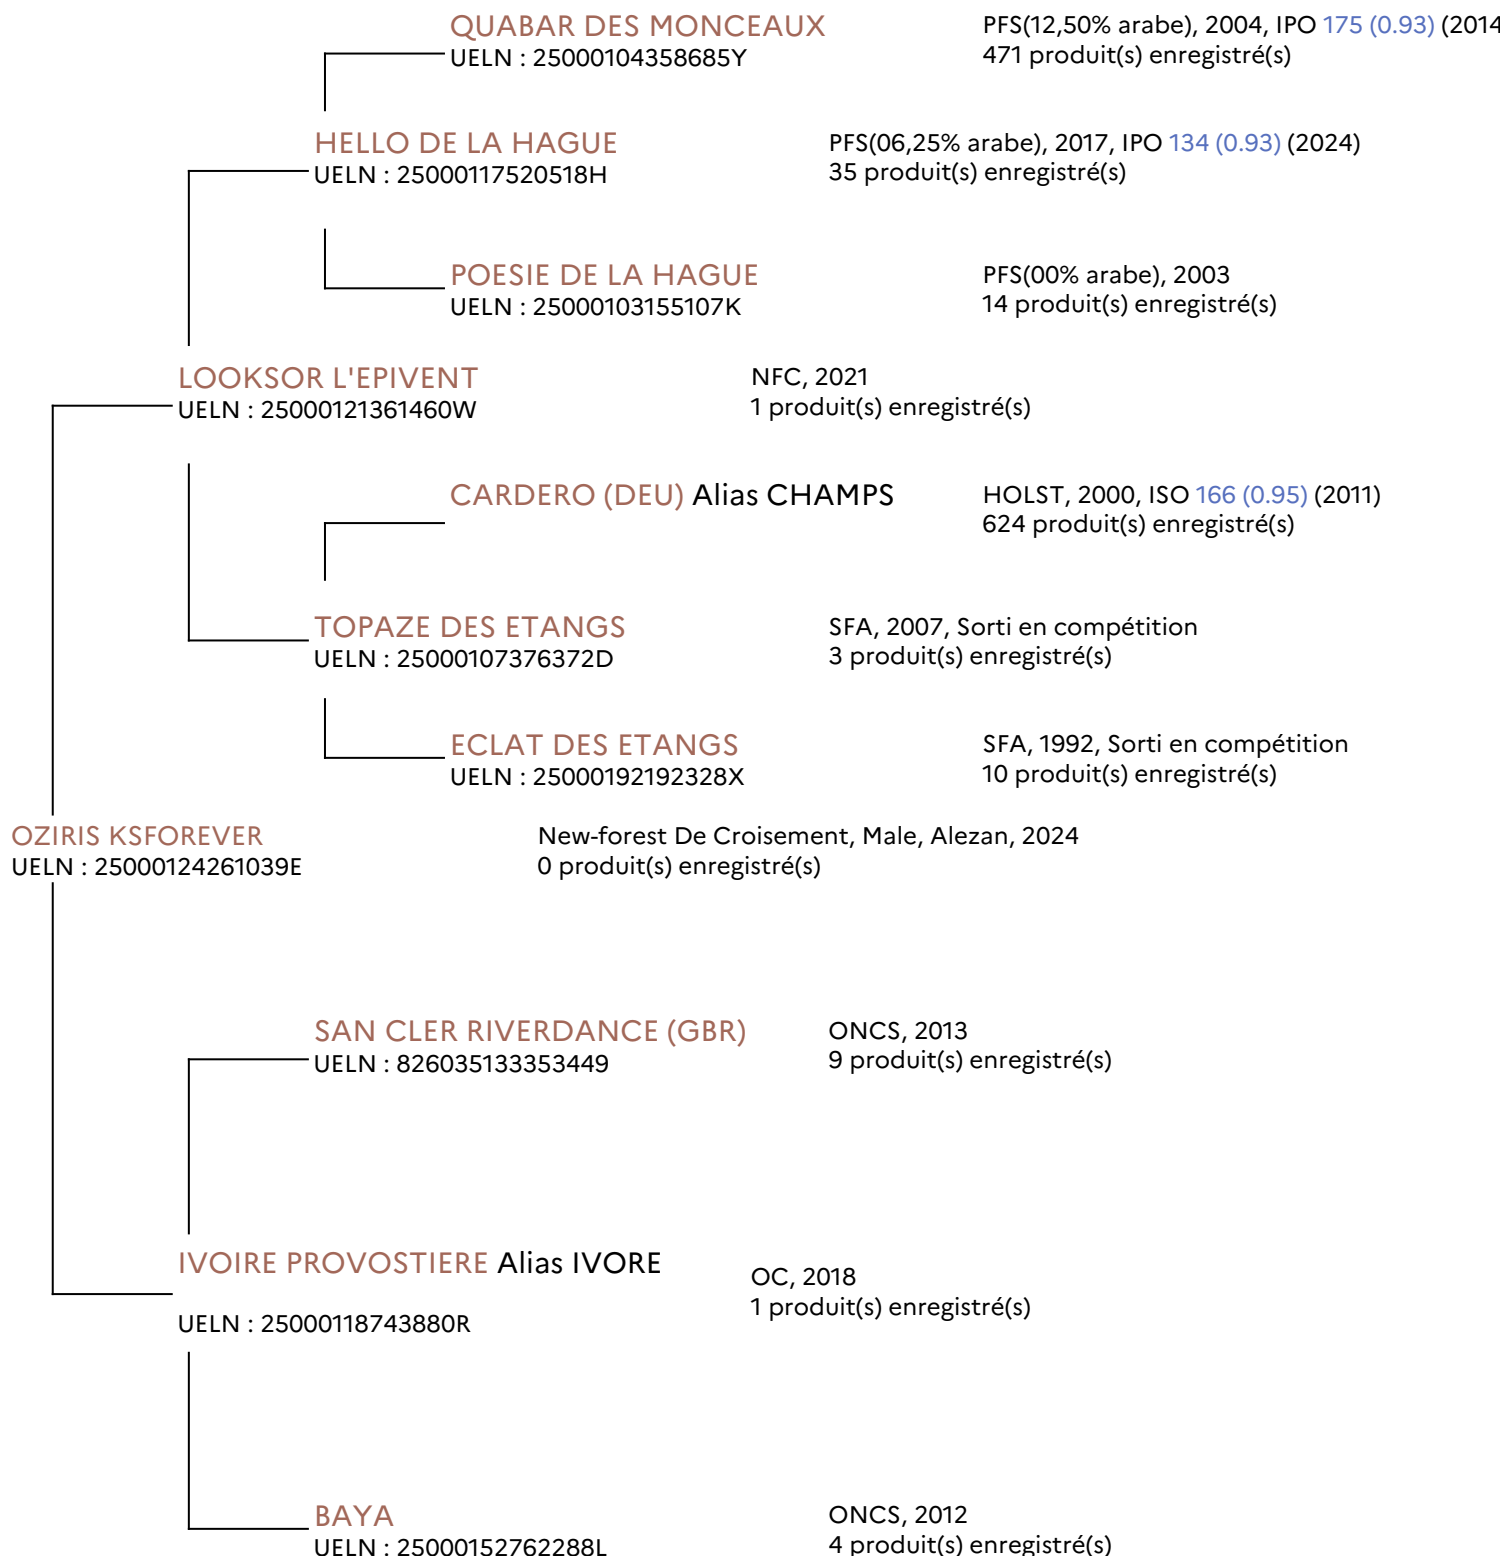 QUABAR DES MONCEAUX
UELN : 25000104358685Y
PFS(12,50% arabe), 2004, IPO 175 (0.93) (2014
471 produit(s) enregistré(s)
HELLO DE LA HAGUE
UELN : 25000117520518H
PFS(06,25% arabe), 2017, IPO 134 (0.93) (2024)
35 produit(s) enregistré(s)
POESIE DE LA HAGUE
UELN : 25000103155107K
PFS(00% arabe), 2003
14 produit(s) enregistré(s)
LOOKSOR L'EPIVENT
UELN : 25000121361460W
NFC, 2021
1 produit(s) enregistré(s)
CARDERO (DEU) Alias CHAMPS
HOLST, 2000, ISO 166 (0.95) (2011)
624 produit(s) enregistré(s)
TOPAZE DES ETANGS
UELN : 25000107376372D
SFA, 2007, Sorti en compétition
3 produit(s) enregistré(s)
ECLAT DES ETANGS
UELN : 25000192192328X
SFA, 1992, Sorti en compétition
10 produit(s) enregistré(s)
OZIRIS KSFOREVER
UELN : 25000124261039E
New-forest De Croisement, Male, Alezan, 2024
0 produit(s) enregistré(s)
SAN CLER RIVERDANCE (GBR)
UELN : 826035133353449
ONCS, 2013
9 produit(s) enregistré(s)
IVOIRE PROVOSTIERE Alias IVORE
UELN : 25000118743880R
OC, 2018
1 produit(s) enregistré(s)
BAYA
UELN : 25000152762288L
ONCS, 2012
4 produit(s) enregistré(s)